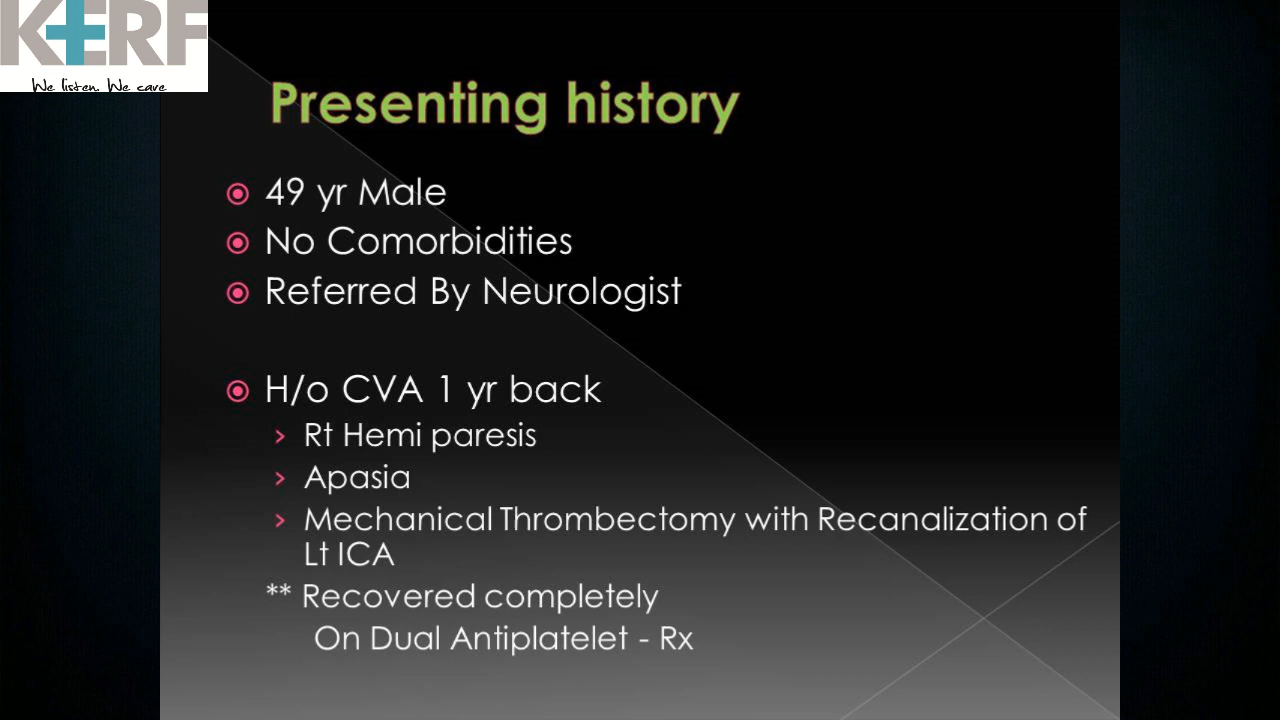 KERF
We listen. We care
Presenting history
49 yr Male
No Comorbidities
Referred By Neurologist
H/o CVA 1 yr back
Rt Hemi paresis
Apasia
Mechanical Thrombectomy with Recanalization of
Lt ICA
** Recovered completely
On Dual Antiplatelet - Rx